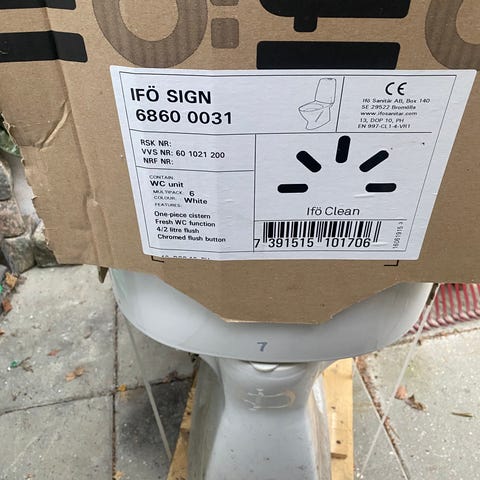 IFÖ SIGN
6860 0031
CE
Ifö Sanitär AB, Box 140
SE 29522 Bromölla
www.ifosanitar.com
13, DOP 10, PH
EN 997-CL1-4-VR1
RSK NR:
VVS NR: 60 1021 200
NRF NR:
CONTAIN:
WC unit
MULTIPACK: 6
COLOUR: White
FEATURES:
One-piece cistern
Fresh WC function
4/2 litre flush
Chromed flush button
Ifö Clean
7 391515 101706
16061915
7